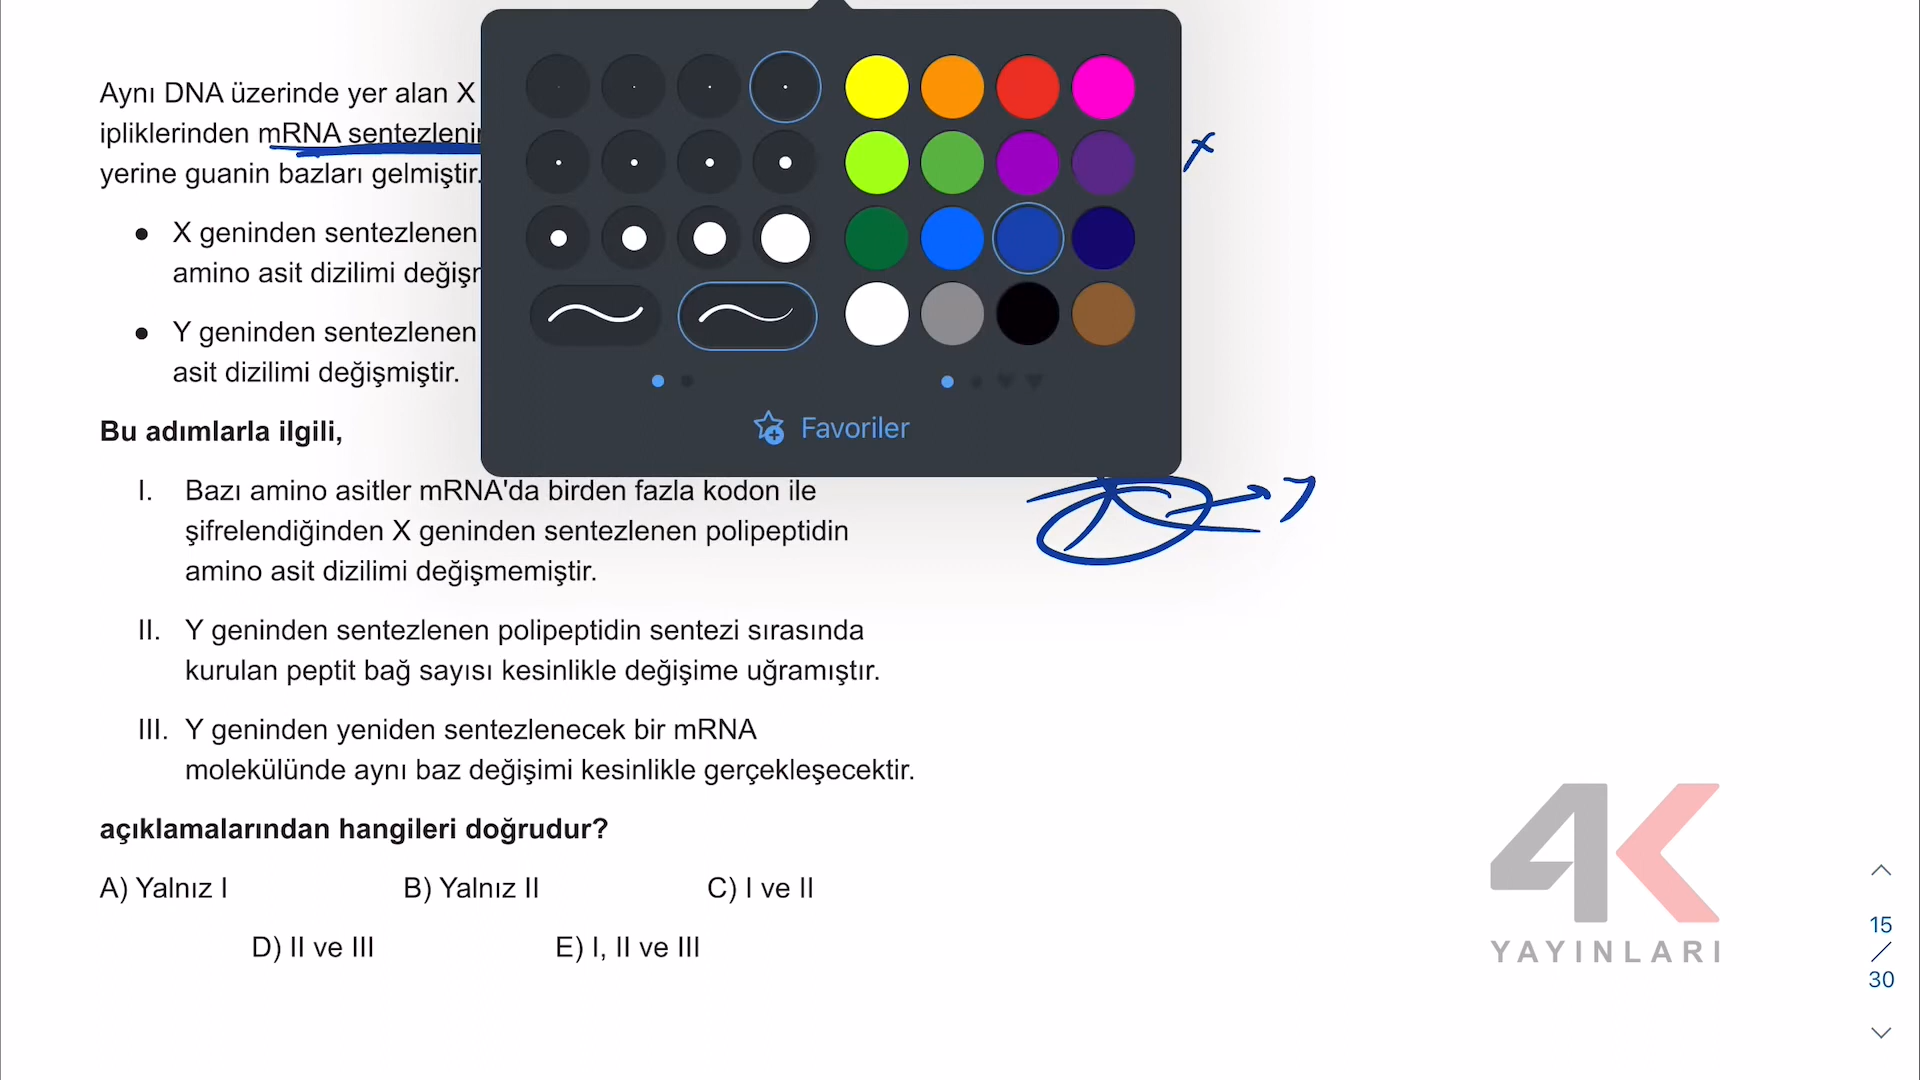 Aynı DNA üzerinde yer alan X
ipliklerinden mRNA
yerine guanin bazları gelmiştir.
● X geninden sentezlenen
amino asit dizilimi
● Y geninden sentezlenen
asit dizilimi değişmiştir.
Bu adımlarla ilgili,
I. Bazı amino asitler mRNA'da birden fazla kodon ile
şifrelendiğinden X geninden sentezlenen polipeptidin
amino asit dizilimi değişmemiştir.
II. Y geninden sentezlenen polipeptidin sentezi sırasında
kurulan peptit bağ sayısı kesinlikle değişime uğramıştır.
III. Y geninden yeniden sentezlenecek bir mRNA
molekülünde aynı baz değişimi kesinlikle gerçekleşecektir.
açıklamalarından hangileri doğrudur?
A) Yalnız I B) Yalnız II C) I ve II
D) II ve III E) I, II ve III
Favoriler
x
4K
YAYINLARI
15
/
30